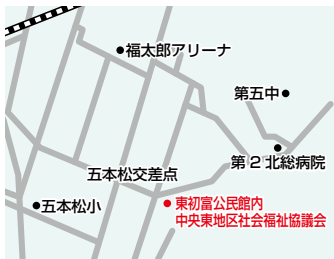 福太郎アリーナ
第五中
第2北総病院
五本松交差点
五本松小
東初富公民館内
中央東地区社会福祉協議会